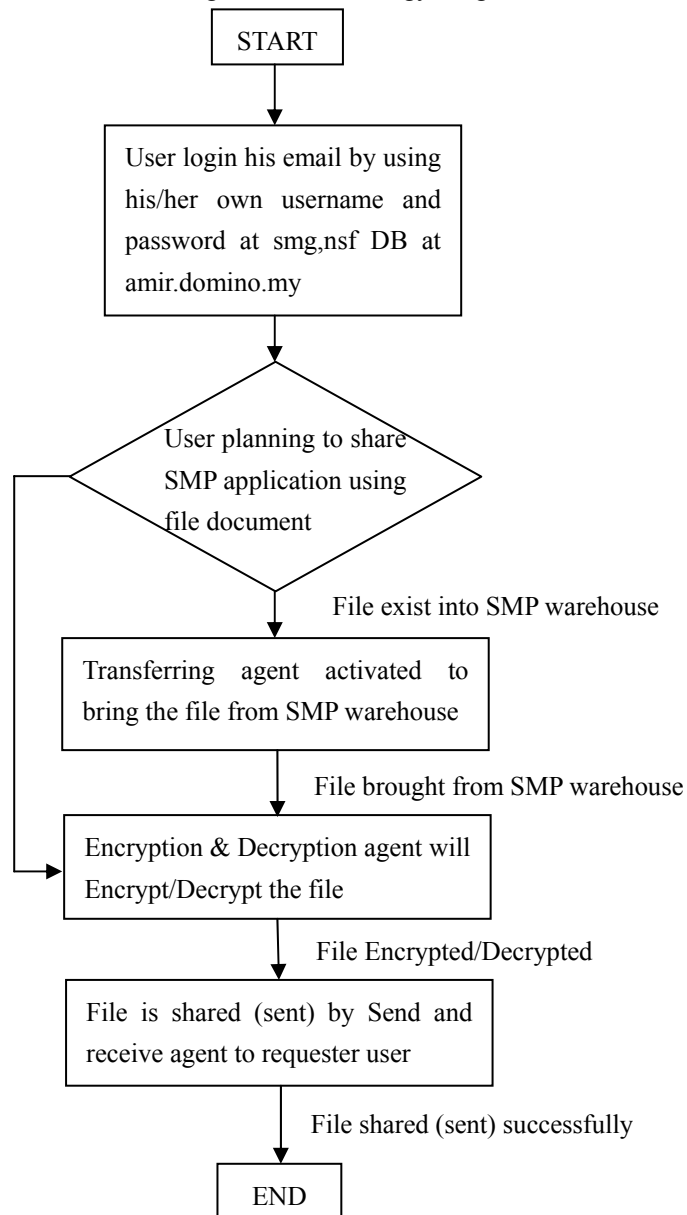 START
User login his email by using
his/her own username and
password at smg,nsf DB at
amir.domino.my
User planning to share
SMP application using
file document
File exist into SMP warehouse
Transferring agent activated to
bring the file from SMP warehouse
File brought from SMP warehouse
Encryption & Decryption agent will
Encrypt/Decrypt the file
File Encrypted/Decrypted
File is shared (sent) by Send and
receive agent to requester user
File shared (sent) successfully
END